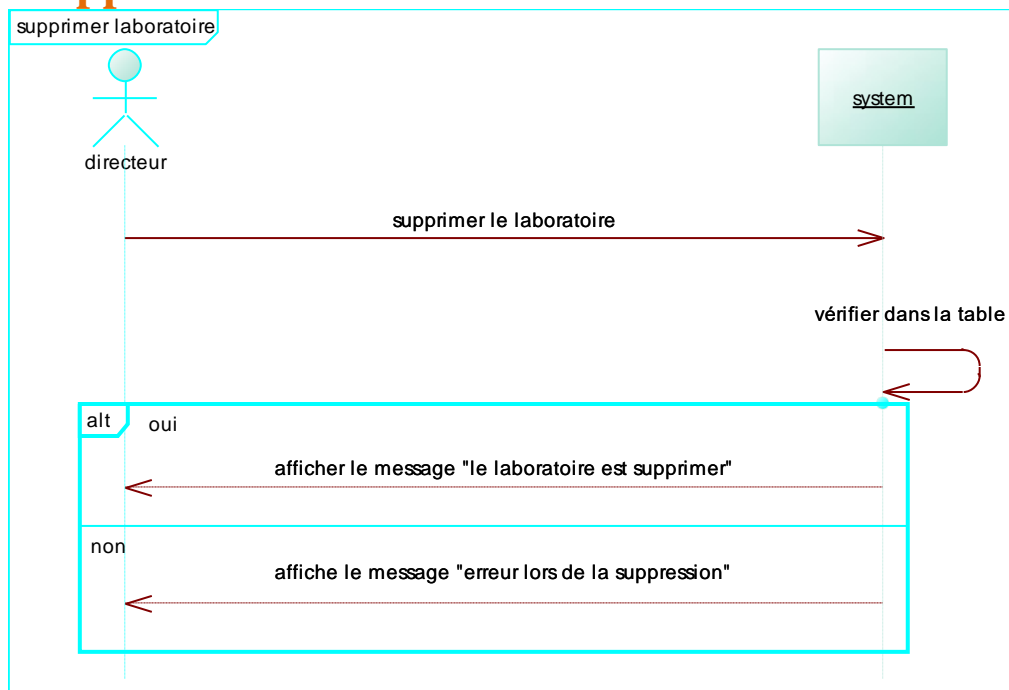 supprimer laboratoire
system
directeur
supprimer le laboratoire
vérifier dans la table
alt
oui
afficher le message "le laboratoire est supprimer"
non
affiche le message "erreur lors de la suppression"